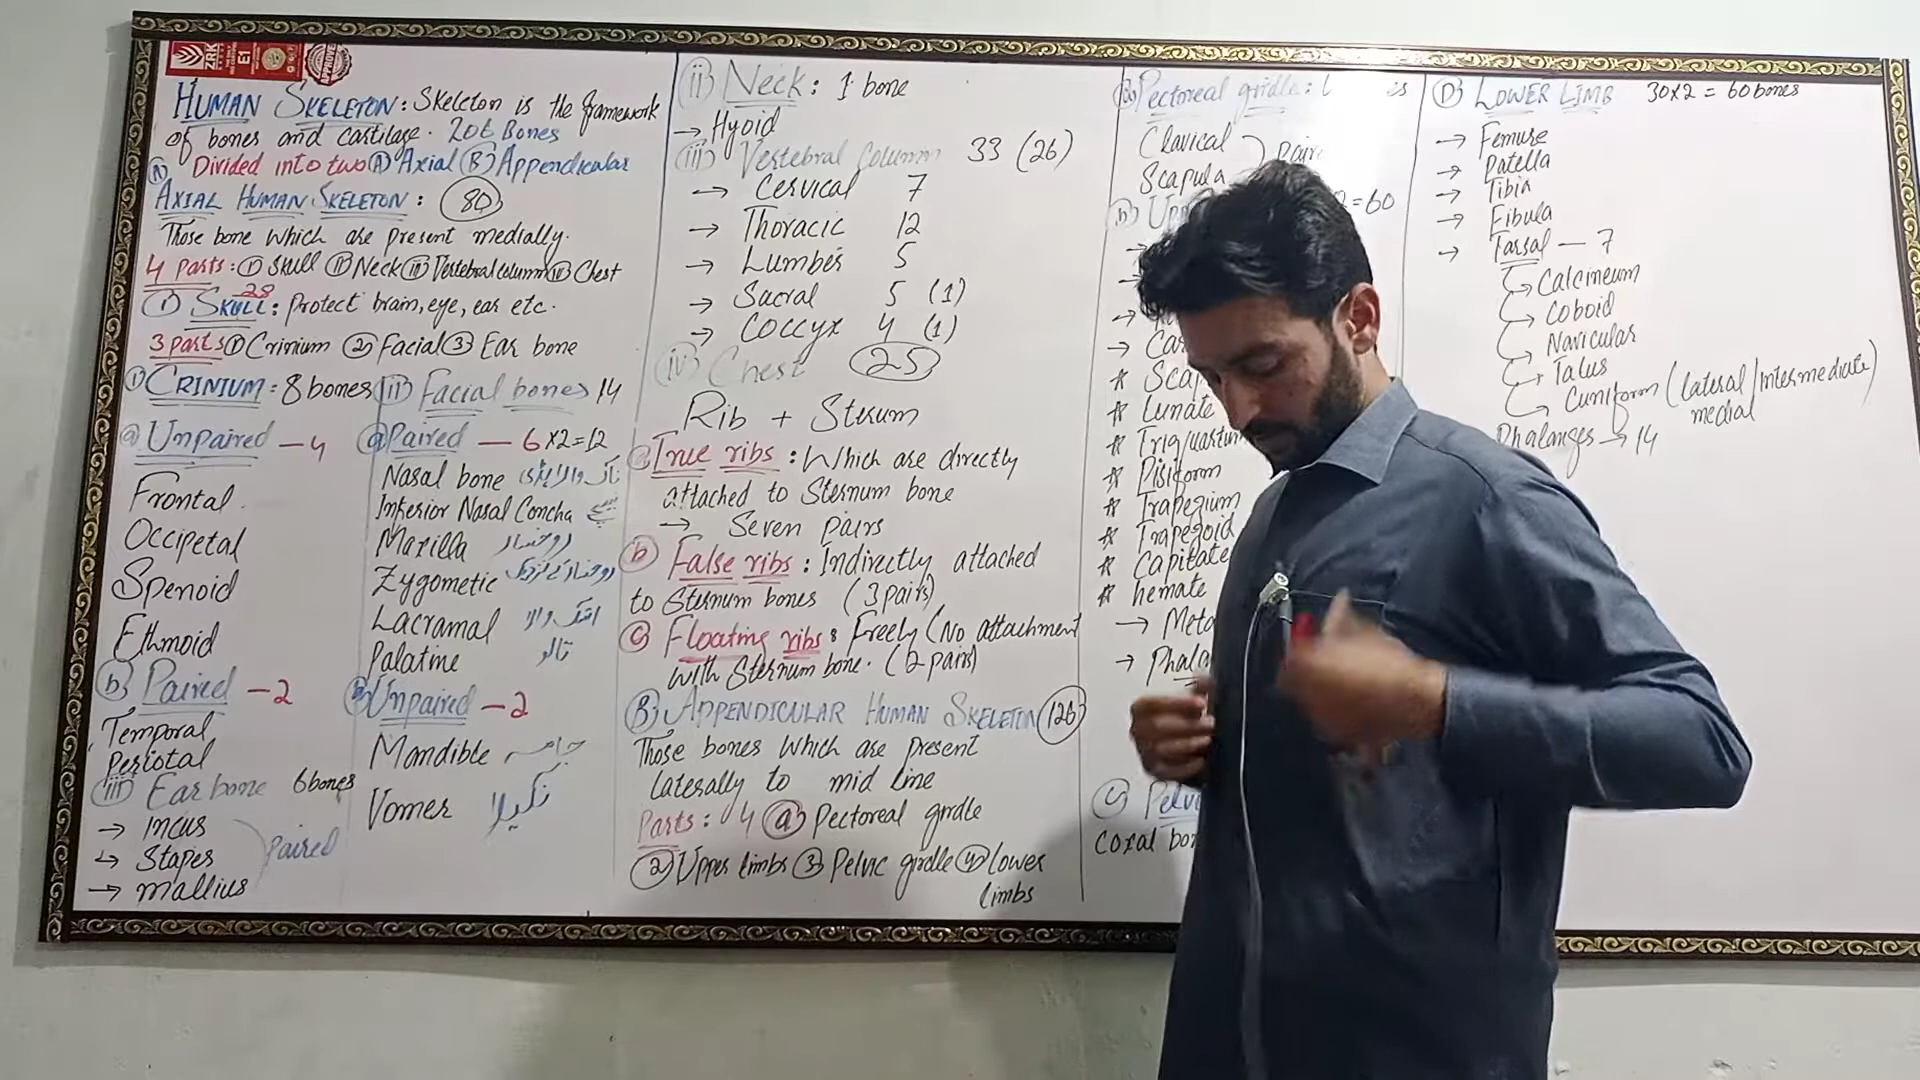 ZRK
E1
APPROVED
HUMAN SKELETON: Skeleton is the framework
of bones and cartilage. 206 Bones
Divided into two (A) Axial (B) Appendicular
(A) AXIAL HUMAN SKELETON: 80
Those bone which are present medially.
4 parts: (i) Skull (ii) Neck (iii) Vertebral column (iv) Chest
28
(i) SKULL: Protect brain, eye, ear etc.
3 parts (1) Crinium (2) Facial (3) Ear bone
(i) CRINIUM: 8 bones
(a) Unpaired - 4
Frontal
Occipetal
Spenoid
Ethmoid
(b) Paired - 2
Temporal
Periotal
(iii) Ear bone 6 bones
→ Incus
→ Stapes
→ Mallius
Paired
(ii) Facial bones 14
(a) Paired - 6x2=12
Nasal bone
Inferior Nasal Concha
Maxilla
Zygometic
Lacramal
Palatine تالو
Unpaired - 2
Mandible
Vomer
(ii) Neck: 1 bone
→ Hyoid
(iii) Vertebral Column 33 (26)
→ Cervical 7
→ Thoracic 12
→ Lumber 5
→ Sacral 5 (1)
→ Coccyx 4 (1)
(iv) Chest 25
Rib + Sterum
True ribs: Which are directly
attached to Sternum bone
→ Seven pairs
(b) False ribs: Indirectly attached
to Sternum bones (3 pairs)
(c) Floating ribs: Freely (No attachment
with Sternum bone. (2 pairs)
(B) APPENDICULAR HUMAN SKELETON (126)
Those bones which are present
laterally to mid line
Parts: 4 (a) Pectoreal girdle
(2) Upper limbs (3) Pelvic girdle (4) Lower
limbs
Pectoreal girdle:
Clavical
Scapula
=60
→
★
★ Lunate
★
★ Pisiform
★ Trapezium
★ Trapezoid
★ Capitate
★ hemate
→
→
coxal
(D) LOWER LIMB 30x2 = 60 bones
→ Femure
→ Patella
→ Tibia
→ Fibula
→ Tarsal - 7
→ Calcineum
→ Coboid
→ Navicular
→ Talus
→ Cuniform (lateral/Intermediate)
medial
Phalanges → 14